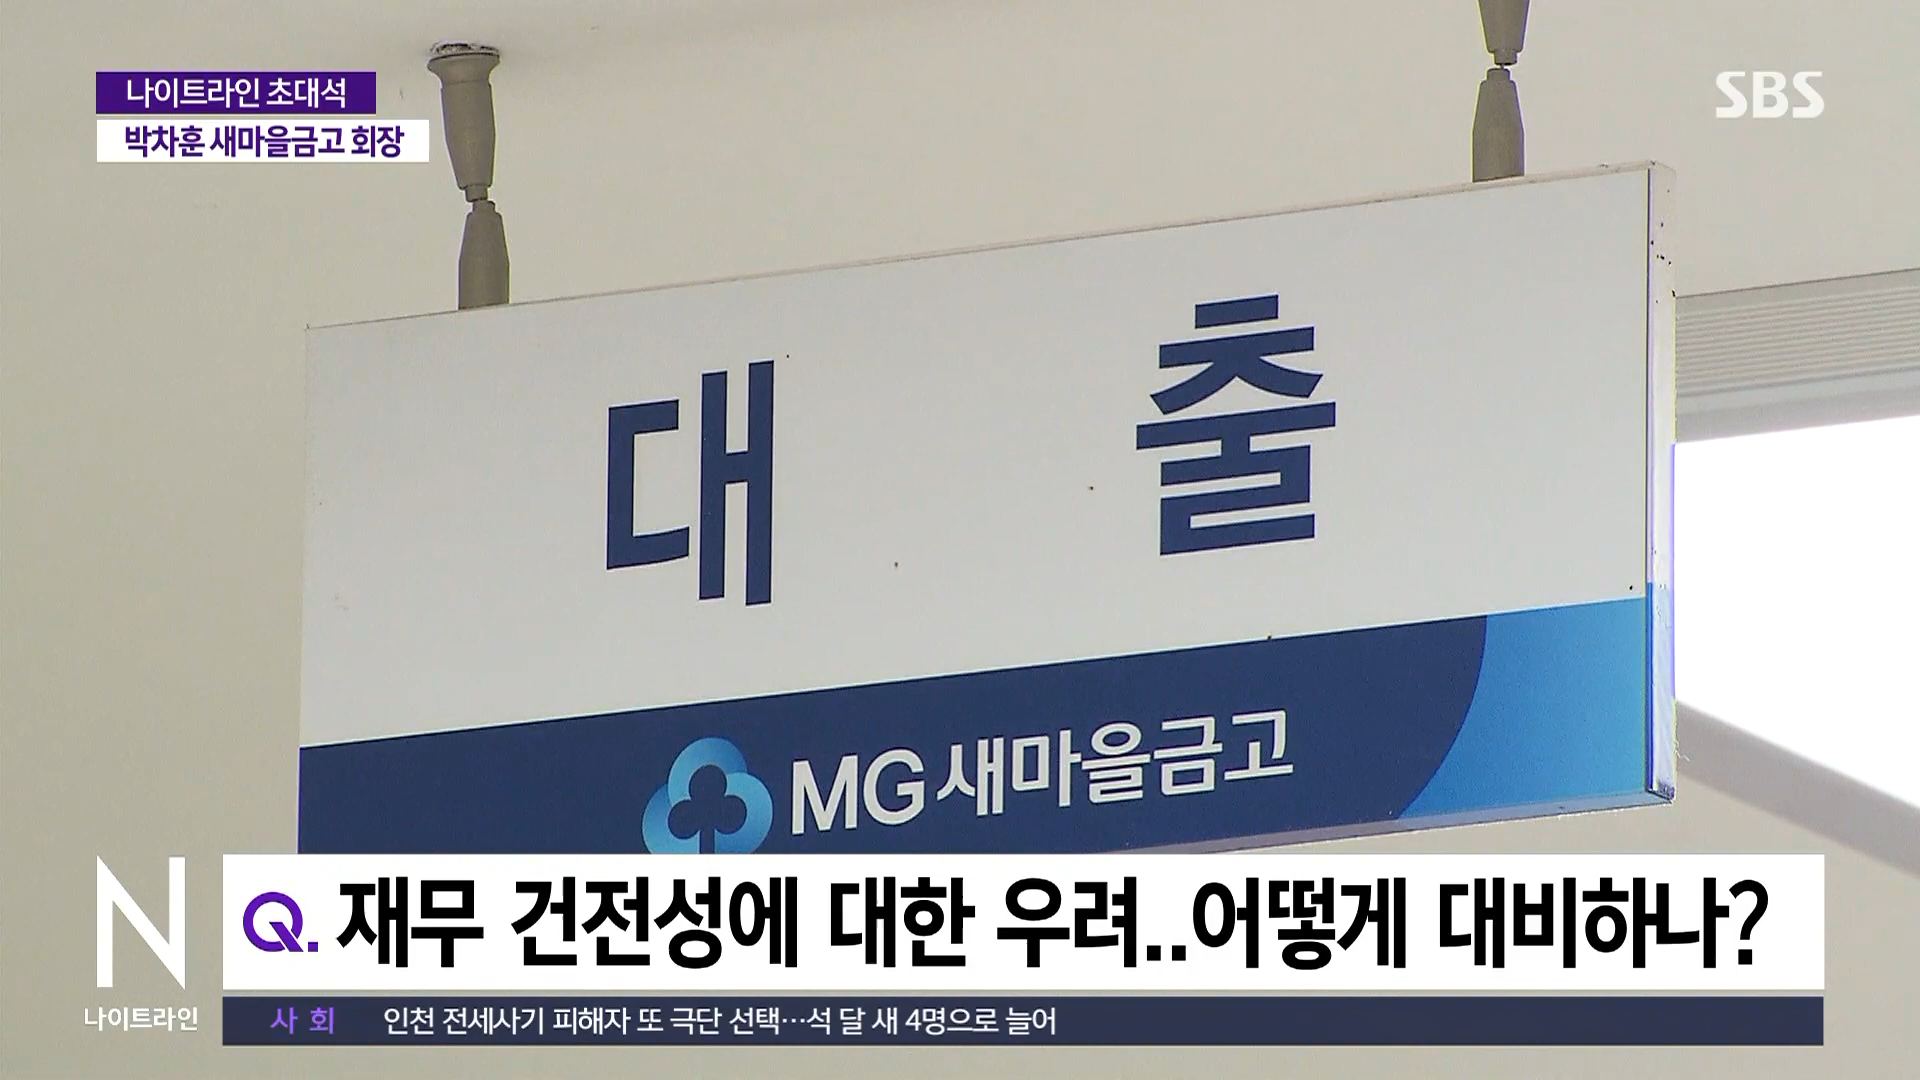 나이트라인 초대석
박차훈 새마을금고 회장
SBS
대 출
MG새마을금고
N
나이트라인
Q. 재무 건전성에 대한 우려..어떻게 대비하나?
사 회 인천 전세사기 피해자 또 극단 선택…석 달 새 4명으로 늘어